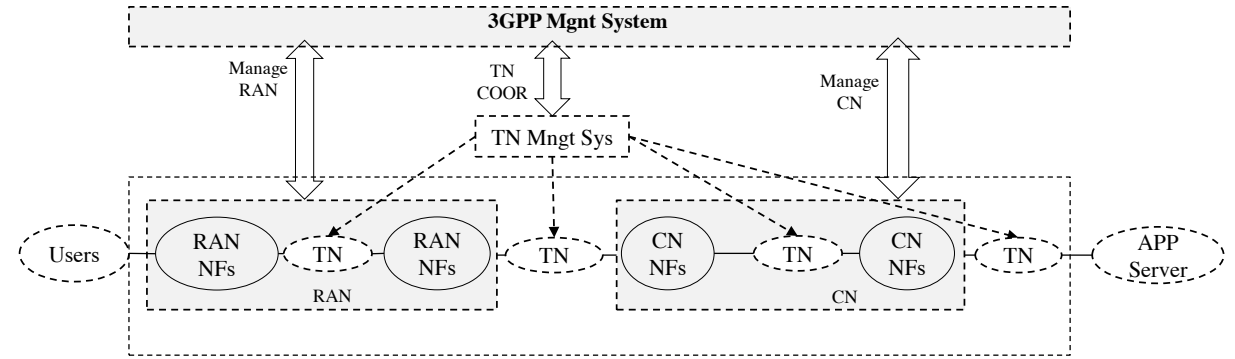 3GPP Mgnt System
Manage
RAN
TN
COOR
Manage
CN
TN Mngt Sys
Users
RAN
NFs
TN
RAN
NFs
RAN
TN
CN
NFs
TN
CN
NFs
CN
TN
APP
Server